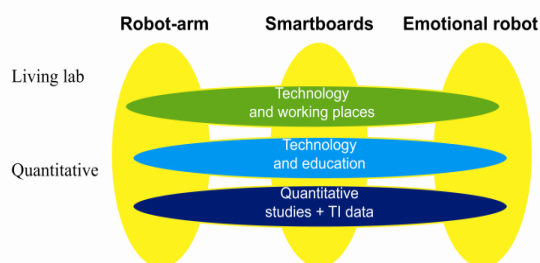 Robot-arm Smartboards Emotional robot
Living lab
Technology
and working places
Technology
and education
Quantitative
Quantitative
studies + TI data